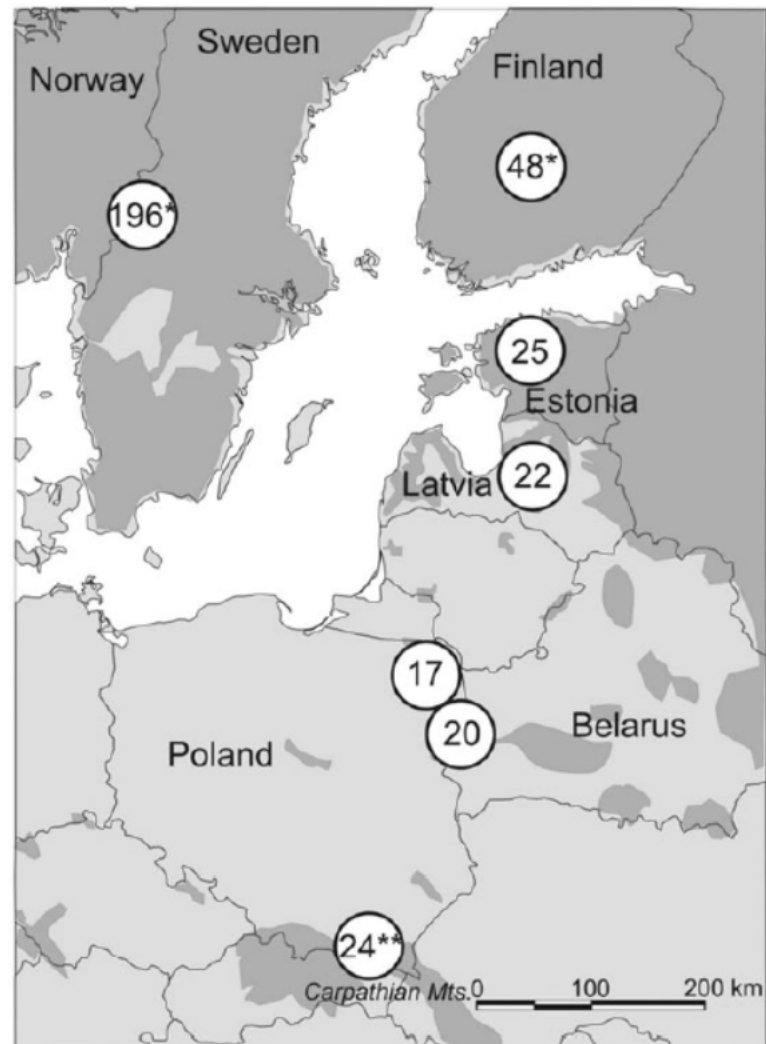 Sweden
Norway
Finland
48*
196*
25
Estonia
Latvia
22
17
20
Belarus
Poland
24**
Carpathian Mts.
0 100 200 km